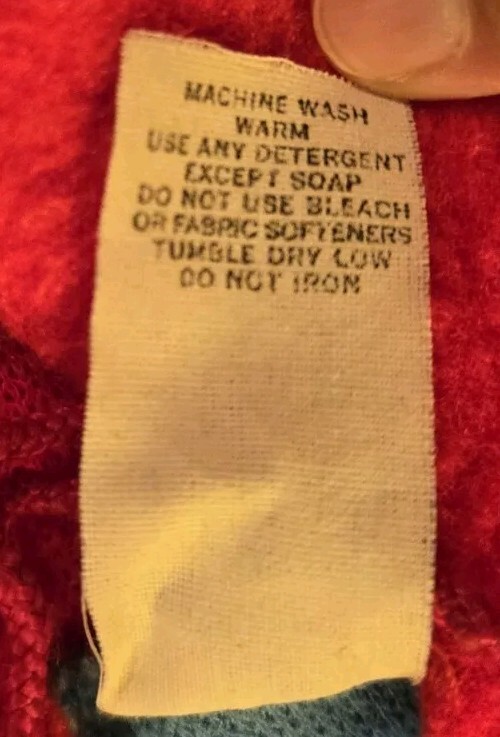 MACHINE WASH
WARM
USE ANY DETERGENT
EXCEPT SOAP
DO NOT USE BLEACH
OR FABRIC SOFTENERS
TUMBLE DRY LOW
DO NOT IRON